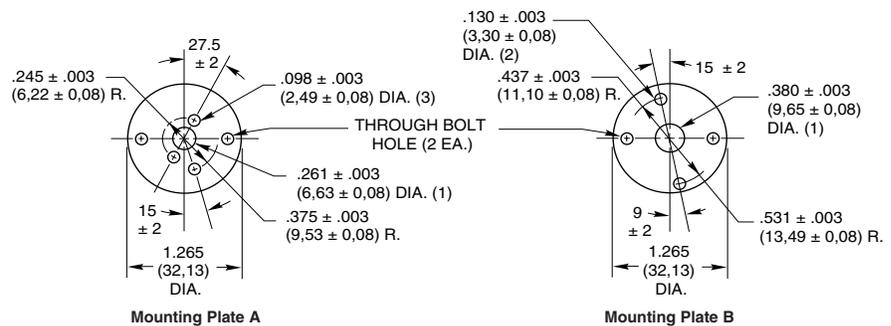 27.5
± 2
.245 ± .003
(6,22 ± 0,08) R.
.098 ± .003
(2,49 ± 0,08) DIA. (3)
THROUGH BOLT
HOLE (2 EA.)
.261 ± .003
(6,63 ± 0,08) DIA. (1)
15
± 2
.375 ± .003
(9,53 ± 0,08) R.
1.265
(32,13)
DIA.
Mounting Plate A
.130 ± .003
(3,30 ± 0,08)
DIA. (2)
15 ± 2
.437 ± .003
(11,10 ± 0,08) R.
.380 ± .003
(9,65 ± 0,08)
DIA. (1)
9
± 2
.531 ± .003
(13,49 ± 0,08) R.
1.265
(32,13)
DIA.
Mounting Plate B